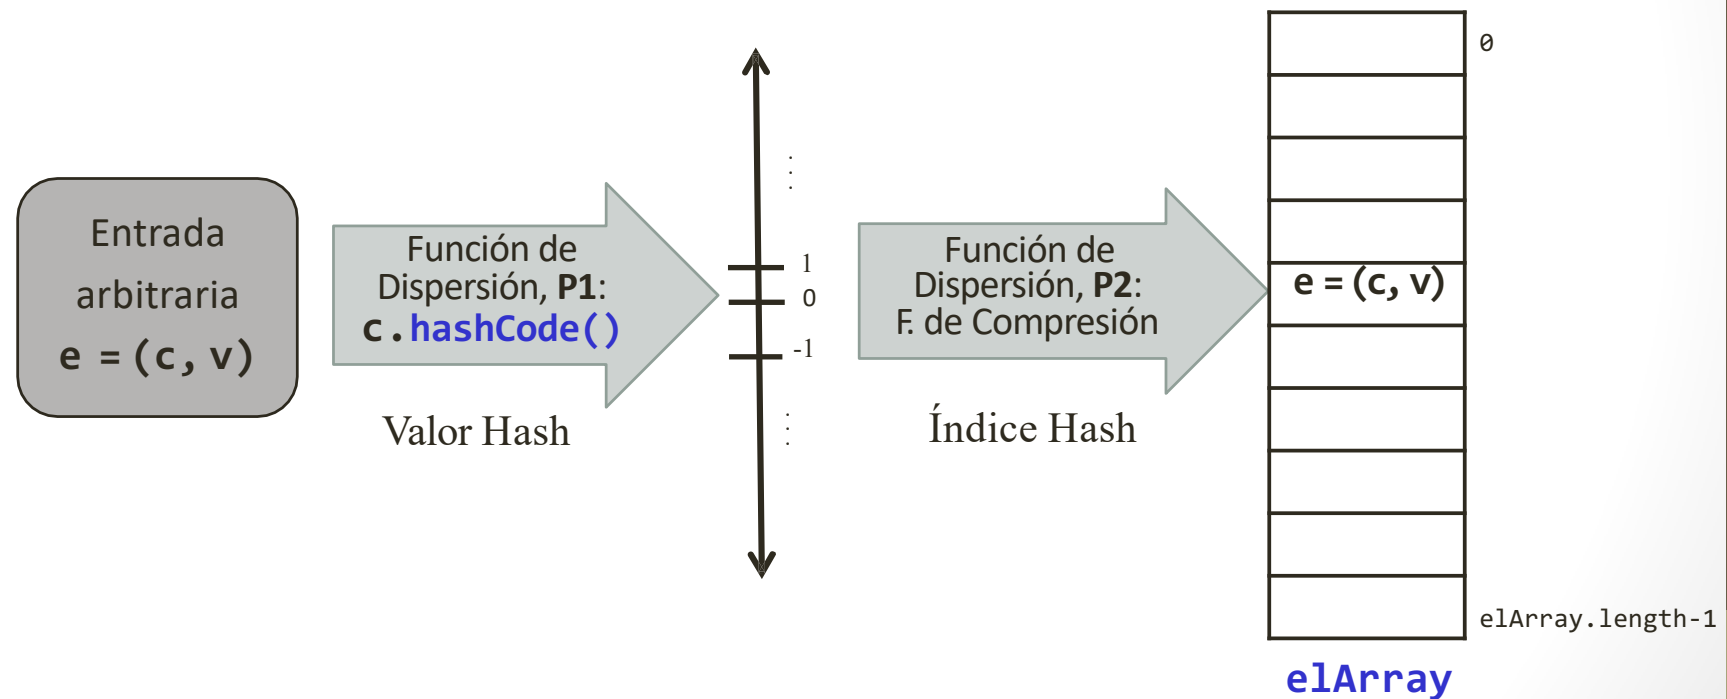 Entrada
arbitraria
e = (c, v)
Función de
Dispersión, P1:
c.hashCode()
Valor Hash
.
.
.
1
0
-1
.
.
.
Función de
Dispersión, P2:
F. de Compresión
Índice Hash
0
e = (c, v)
elArray.length-1
elArray